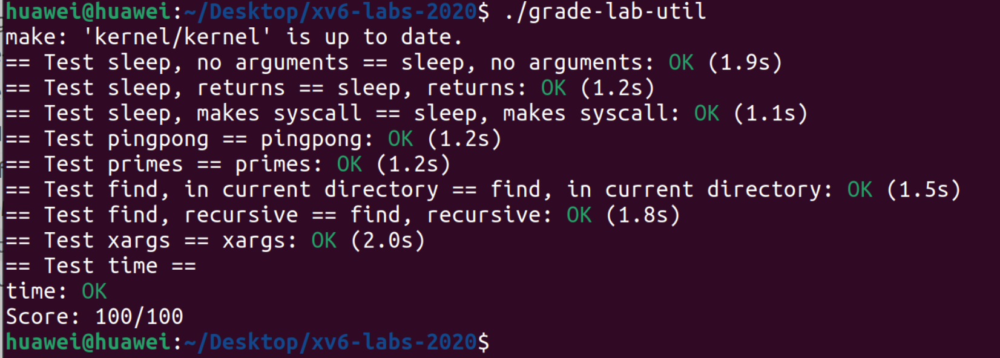 huawei@huawei:~/Desktop/xv6-labs-2020$ ./grade-lab-util
make: 'kernel/kernel' is up to date.
== Test sleep, no arguments == sleep, no arguments: OK (1.9s)
== Test sleep, returns == sleep, returns: OK (1.2s)
== Test sleep, makes syscall == sleep, makes syscall: OK (1.1s)
== Test pingpong == pingpong: OK (1.2s)
== Test primes == primes: OK (1.2s)
== Test find, in current directory == find, in current directory: OK (1.5s)
== Test find, recursive == find, recursive: OK (1.8s)
== Test xargs == xargs: OK (2.0s)
== Test time ==
time: OK
Score: 100/100
huawei@huawei:~/Desktop/xv6-labs-2020$